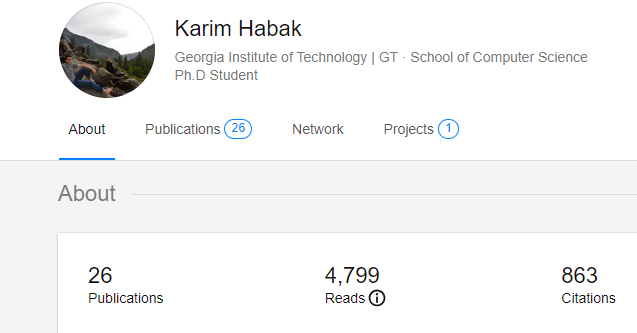 Karim Habak
Georgia Institute of Technology | GT · School of Computer Science
Ph.D Student
About Publications 26 Network Projects 1
About
26 4,799 863
Publications Reads Citations